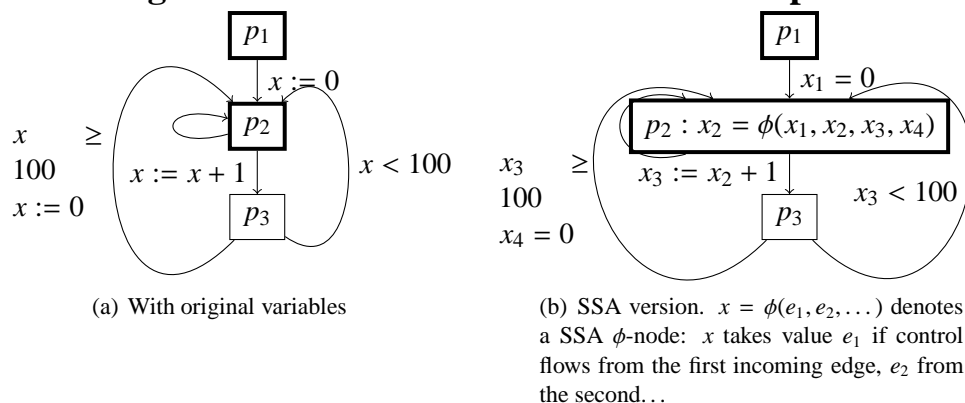 p₁
x := 0
p₂
x ≥
100
x := 0
x := x + 1
x < 100
p₃
(a) With original variables
p₁
x₁ = 0
p₂ : x₂ = ϕ(x₁, x₂, x₃, x₄)
x₃ ≥
100
x₄ = 0
x₃ := x₂ + 1
x₃ < 100
p₃
(b) SSA version. x = ϕ(e₁, e₂, . . . ) denotes
a SSA ϕ-node: x takes value e₁ if control
flows from the first incoming edge, e₂ from
the second. . .